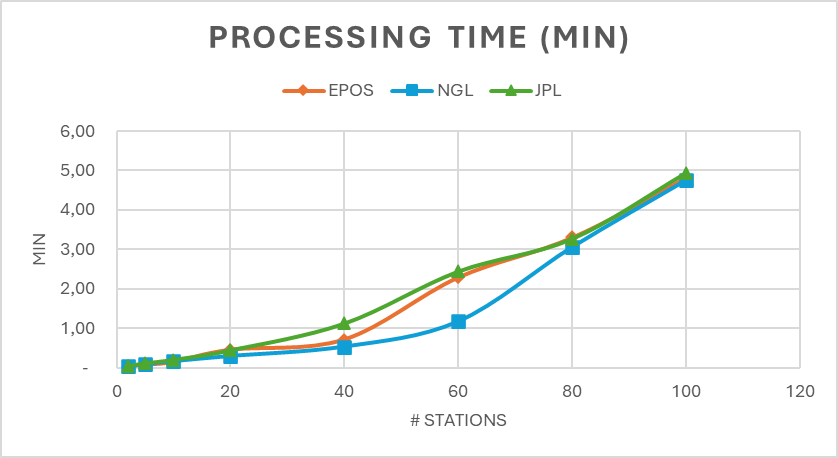 PROCESSING TIME (MIN)
EPOS NGL JPL
6,00
5,00
4,00
3,00
2,00
1,00
-
MIN
0 20 40 60 80 100 120
# STATIONS